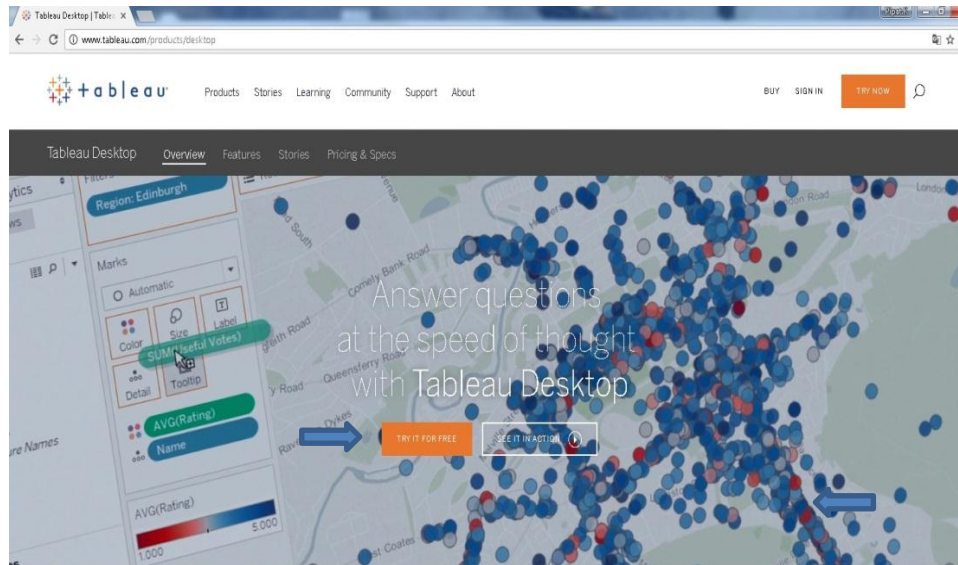 Tableau Desktop | Table
www.tableau.com/products/desktop
+ableau
Products Stories Learning Community Support About
BUY SIGN IN TRY NOW
Tableau Desktop Overview Features Stories Pricing & Specs
Region: Edinburgh
Marks
Automatic
Color Size Label
SUM(Useful Votes)
Detail Tooltip
AVG(Rating)
Name
AVG(Rating)
1.000 5.000
Comely Bank Road
Queensferry Road
London Road
London
Answer questions
at the speed of thought
with Tableau Desktop
TRY IT FOR FREE SEE IT IN ACTION